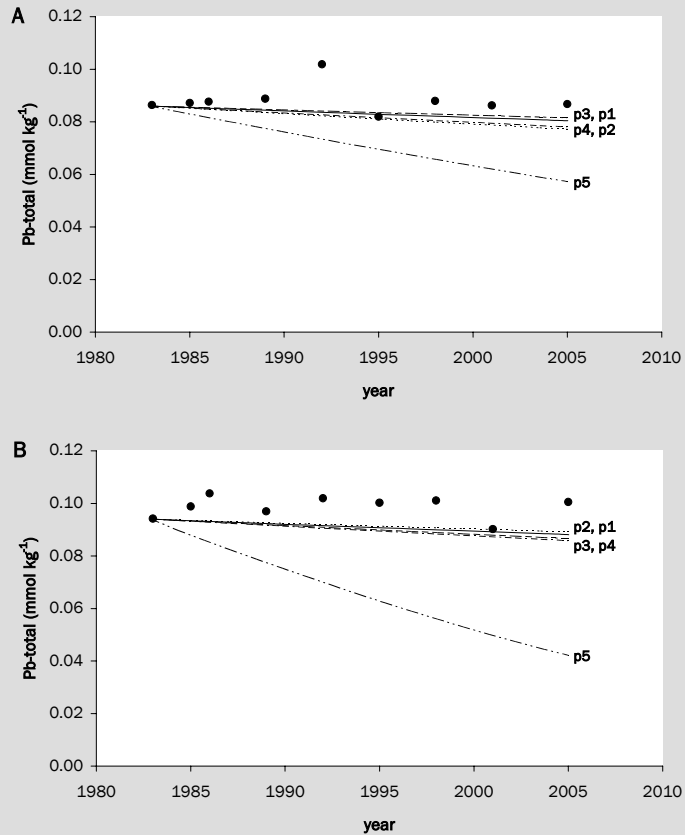 A
0.12
0.10
0.08
0.06
0.04
0.02
0.00
Pb-total (mmol kg-1)
p3, p1
p4, p2
p5
1980 1985 1990 1995 2000 2005 2010
year
B
0.12
0.10
0.08
0.06
0.04
0.02
0.00
Pb-total (mmol kg-1)
p2, p1
p3, p4
p5
1980 1985 1990 1995 2000 2005 2010
year